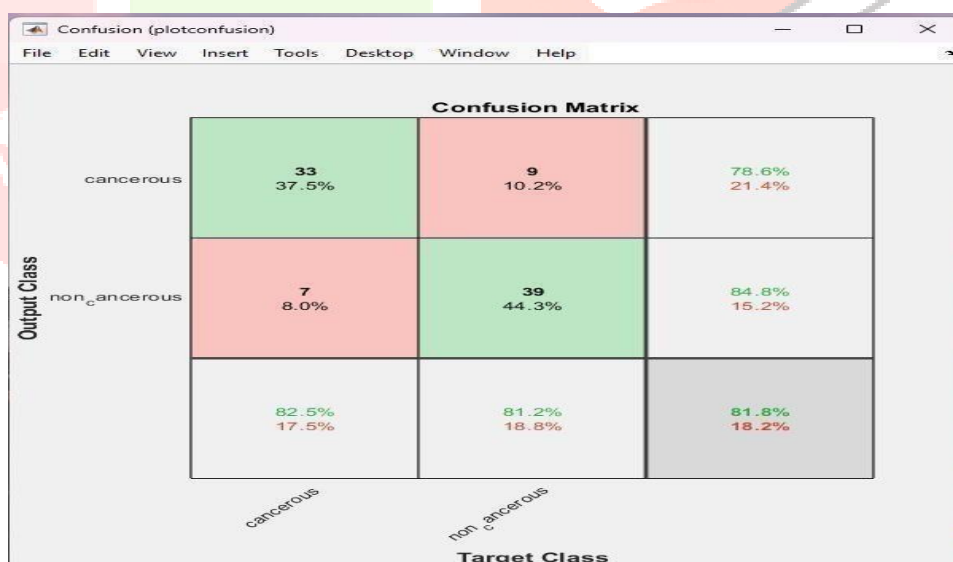 Confusion (plotconfusion)
File Edit View Insert Tools Desktop Window Help
Confusion Matrix
cancerous
33
37.5%
9
10.2%
78.6%
21.4%
Output Class
non_cancerous
7
8.0%
39
44.3%
84.8%
15.2%
82.5%
17.5%
81.2%
18.8%
81.8%
18.2%
cancerous
non_cancerous
Target Class